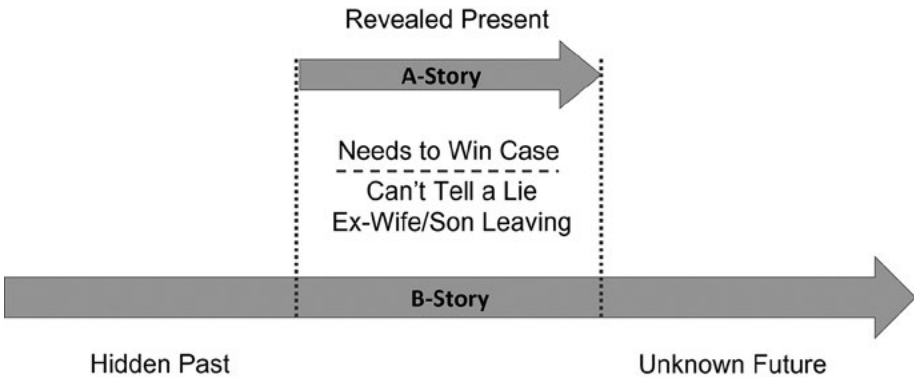 Revealed Present
A-Story
Needs to Win Case
Can't Tell a Lie
Ex-Wife/Son Leaving
B-Story
Hidden Past
Unknown Future